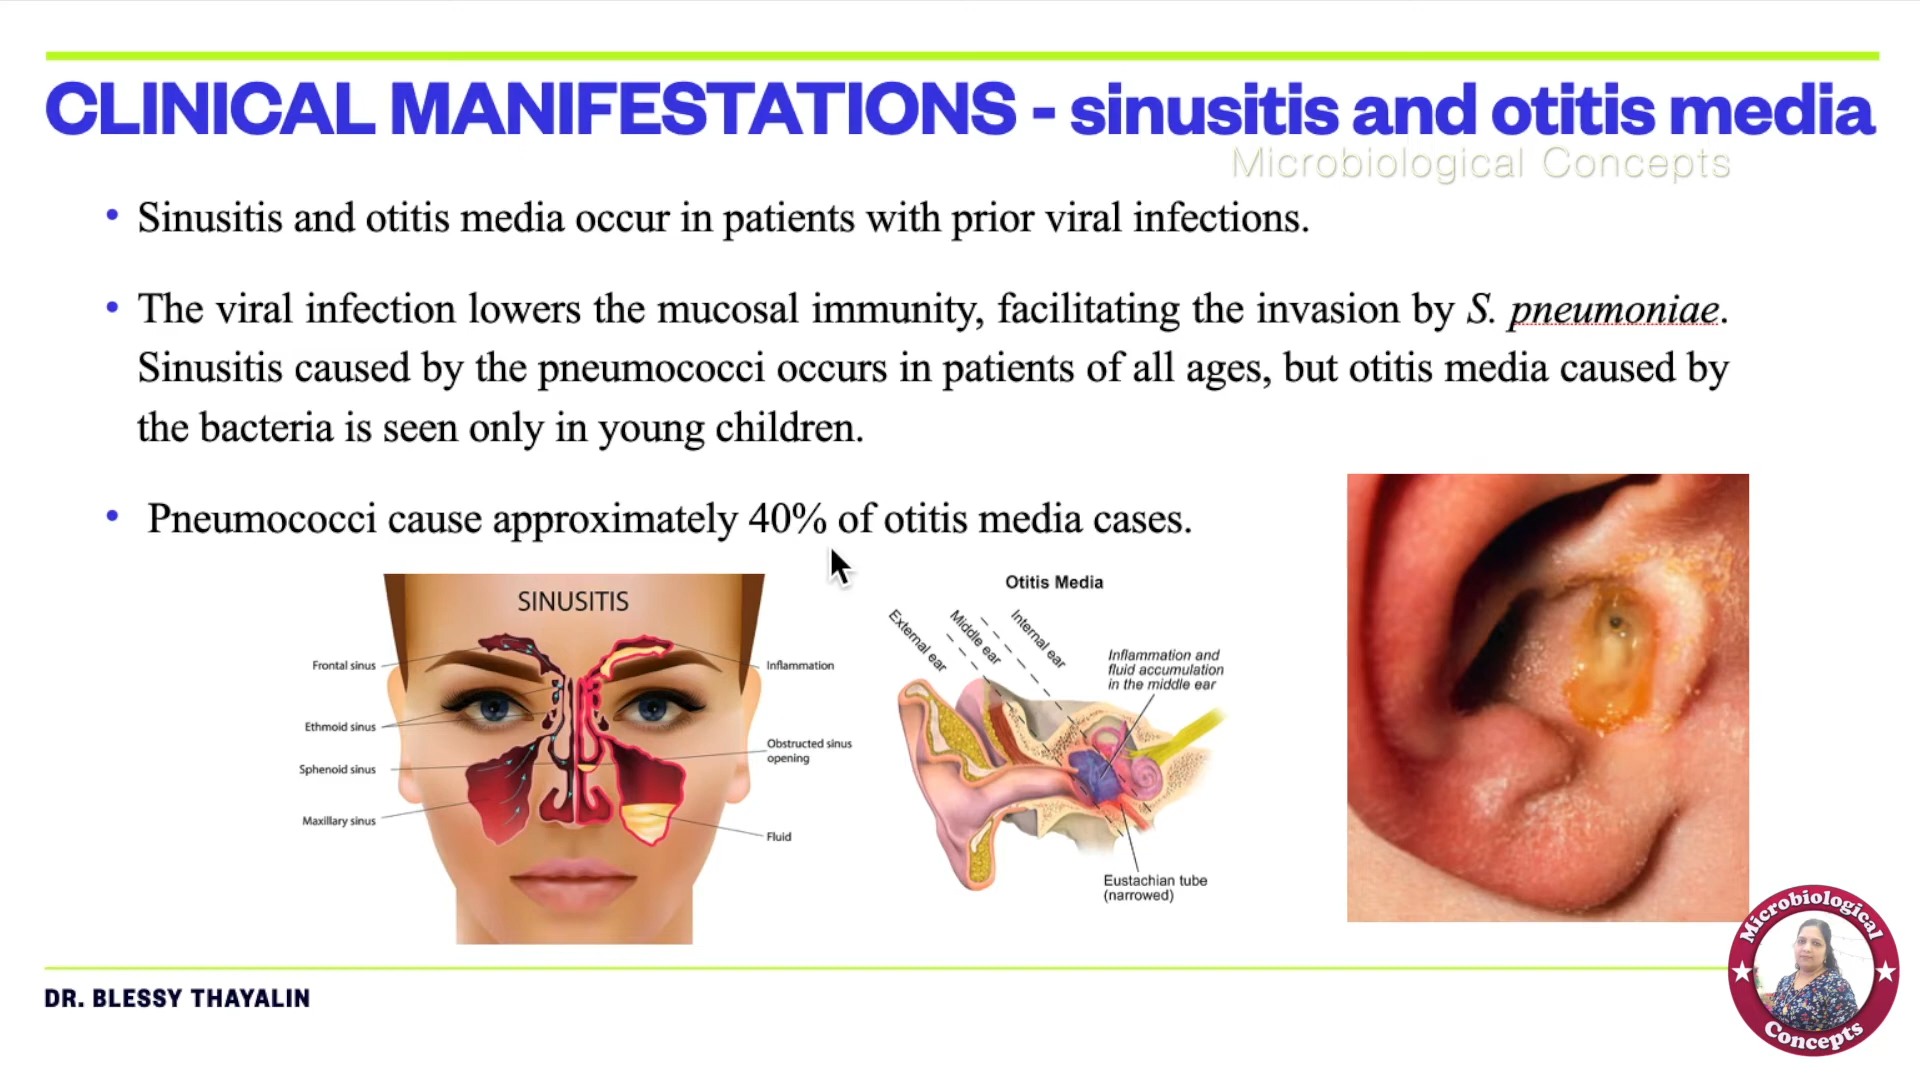 CLINICAL MANIFESTATIONS - sinusitis and otitis media
Microbiological Concepts
• Sinusitis and otitis media occur in patients with prior viral infections.
• The viral infection lowers the mucosal immunity, facilitating the invasion by S. pneumoniae.
Sinusitis caused by the pneumococci occurs in patients of all ages, but otitis media caused by
the bacteria is seen only in young children.
• Pneumococci cause approximately 40% of otitis media cases.
SINUSITIS
Frontal sinus
Ethmoid sinus
Sphenoid sinus
Maxillary sinus
Inflammation
Obstructed sinus
opening
Fluid
Otitis Media
External ear
Middle ear
Internal ear
Inflammation and
fluid accumulation
in the middle ear
Eustachian tube
(narrowed)
DR. BLESSY THAYALIN
Microbiological
Concepts